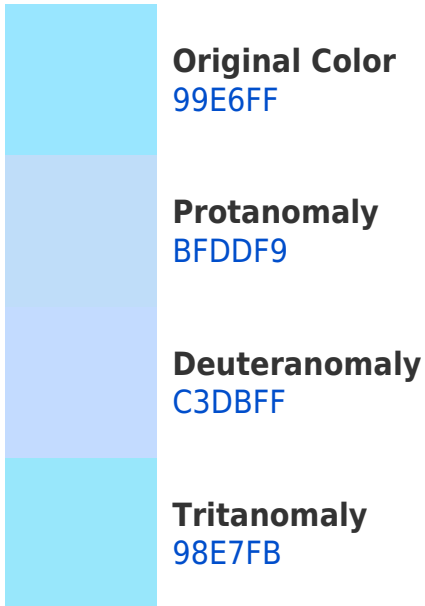 Original Color
99E6FF
Protanomaly
BFDDF9
Deuteranomaly
C3DBFF
Tritanomaly
98E7FB